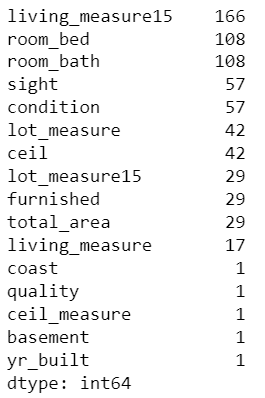 living_measure15 166
room_bed 108
room_bath 108
sight 57
condition 57
lot_measure 42
ceil 42
lot_measure15 29
furnished 29
total_area 29
living_measure 17
coast 1
quality 1
ceil_measure 1
basement 1
yr_built 1
dtype: int64